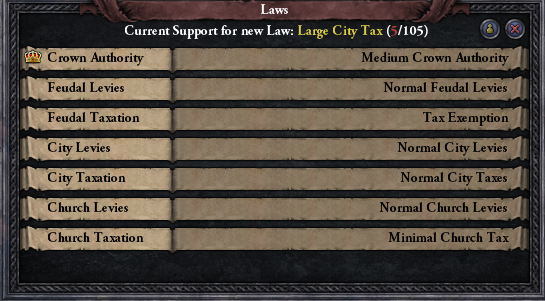 Laws
Current Support for new Law: Large City Tax (5/105)
Crown Authority Medium Crown Authority
Feudal Levies Normal Feudal Levies
Feudal Taxation Tax Exemption
City Levies Normal City Levies
City Taxation Normal City Taxes
Church Levies Normal Church Levies
Church Taxation Minimal Church Tax